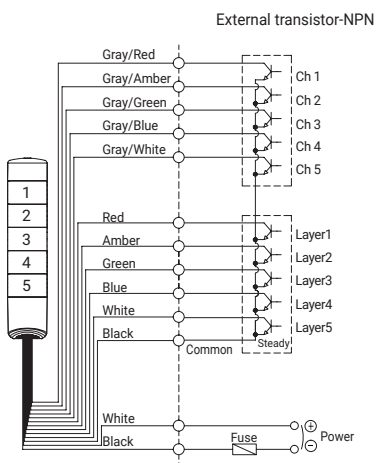 External transistor-NPN
Gray/Red
Ch 1
Gray/Amber
Ch 2
Gray/Green
Ch 3
Gray/Blue
Ch 4
Gray/White
Ch 5
1
2
3
4
5
Red
Layer1
Amber
Layer2
Green
Layer3
Blue
Layer4
White
Layer5
Black
Common
Steady
White
Black
Fuse
+
Power
−